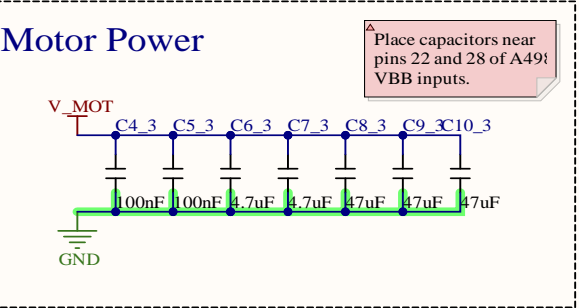 Motor Power
Place capacitors near
pins 22 and 28 of A498
VBB inputs.
V_MOT
C4_3 C5_3 C6_3 C7_3 C8_3 C9_3 C10_3
100nF 100nF 4.7uF 4.7uF 47uF 47uF 47uF
GND